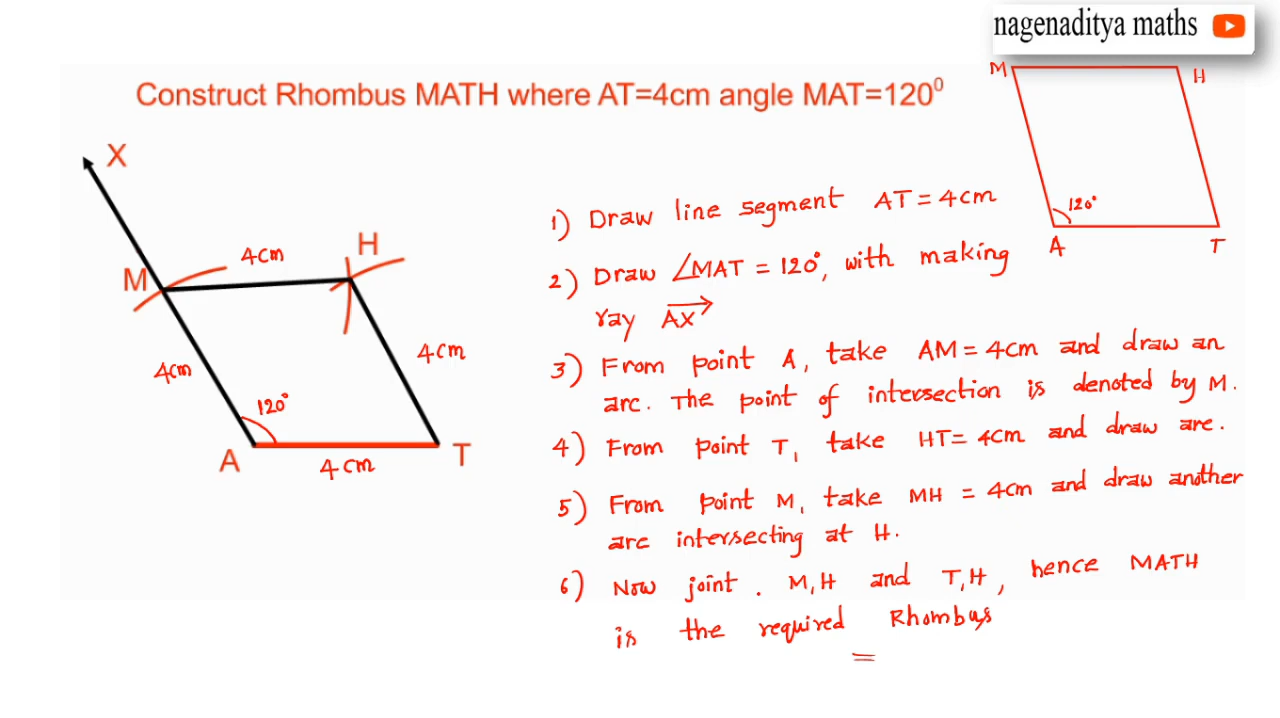 nagenaditya maths
Construct Rhombus MATH where AT=4cm angle MAT=120⁰
M
H
120°
A
T
X
M
4cm
H
4cm
4cm
120°
A
4cm
T
1) Draw line segment AT = 4cm
2) Draw ∠MAT = 120°, with making
ray AX→
3) From point A, take AM = 4cm and draw an
arc. The point of intersection is denoted by M.
4) From point T, take HT = 4cm and draw arc.
5) From point M, take MH = 4cm and draw another
arc intersecting at H.
6) Now joint . M,H and T,H, hence MATH
is the required Rhombus